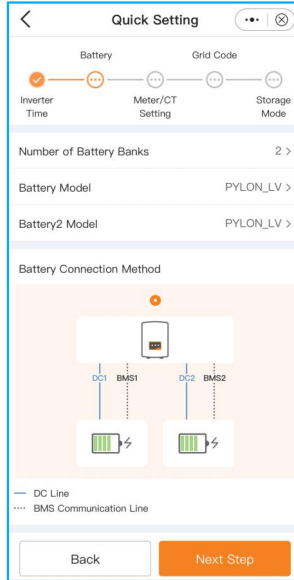 Quick Setting
Battery Grid Code
Inverter Time Meter/CT Setting Storage Mode
Number of Battery Banks 2 >
Battery Model PYLON_LV >
Battery2 Model PYLON_LV >
Battery Connection Method
DC1 BMS1 DC2 BMS2
DC Line
BMS Communication Line
Back Next Step